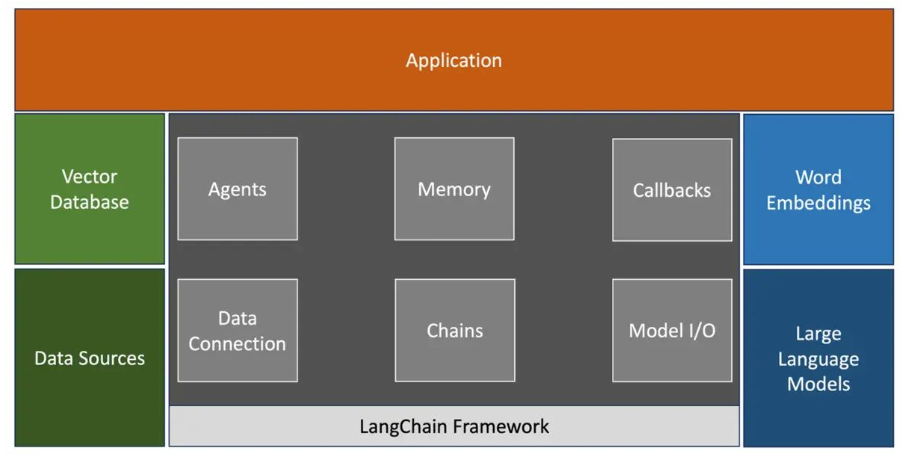 Application
Vector
Database
Agents
Memory
Callbacks
Word
Embeddings
Data Sources
Data
Connection
Chains
Model I/O
Large
Language
Models
LangChain Framework